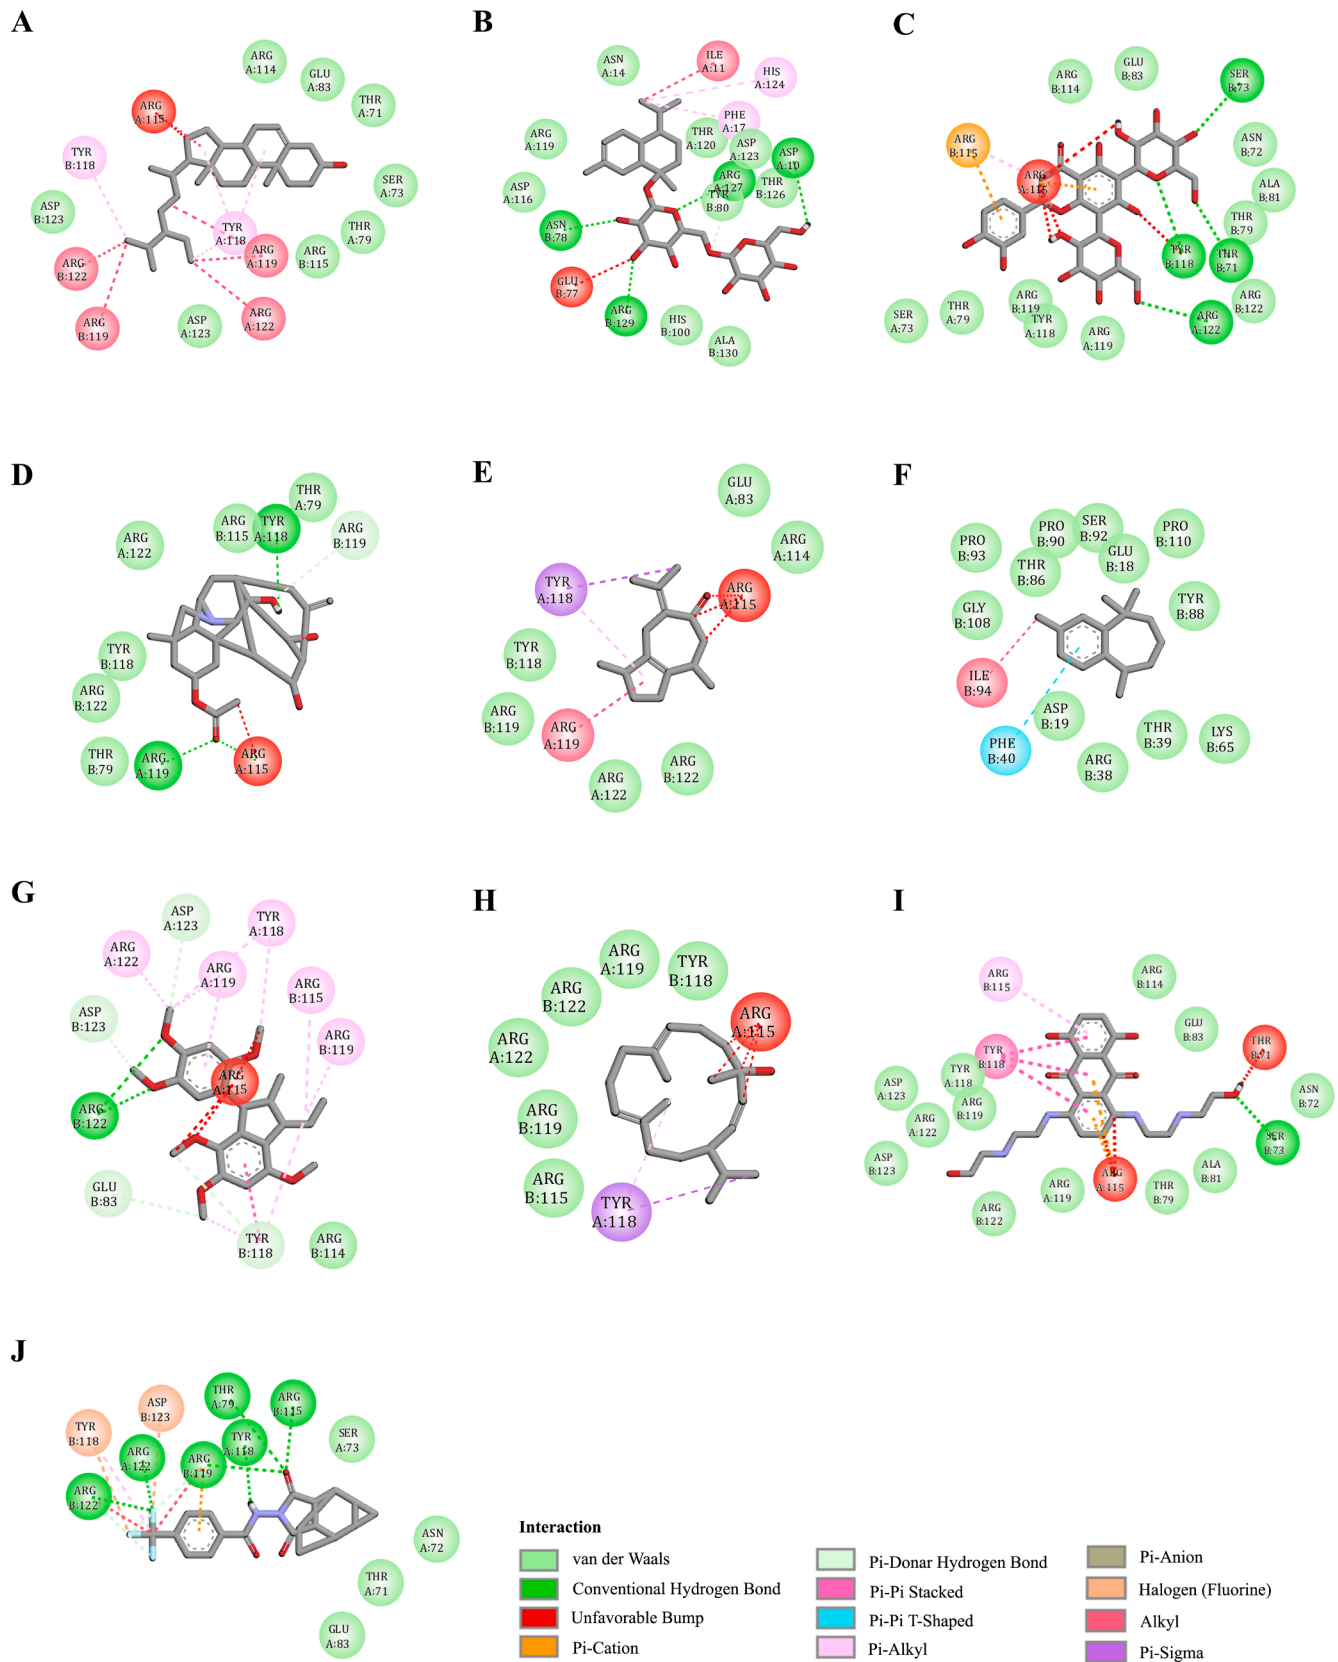 A
ARG
A:114
GLU
A:83
THR
A:71
ARG
A:115
TYR
B:118
SER
A:73
ASP
B:123
TYR
A:118
THR
A:79
ARG
B:122
ARG
A:119
ARG
B:115
ARG
B:119
ASP
A:123
ARG
A:122
B
ASN
A:14
ILE
A:11
HIS
A:124
PHE
A:17
ARG
A:119
THR
A:120
ASP
A:123
ASP
A:10
ARG
A:127
THR
B:126
ASP
A:116
TYR
B:80
ASN
B:78
GLU
B:77
ARG
B:129
HIS
B:100
ALA
B:130
C
ARG
B:114
GLU
B:83
SER
B:73
ARG
B:115
ASN
B:72
ARG
A:115
ALA
B:81
THR
B:79
TYR
B:118
THR
B:71
SER
A:73
THR
A:79
ARG
B:119
TYR
A:118
ARG
A:119
ARG
A:122
ARG
B:122
D
THR
A:79
ARG
B:115
TYR
A:118
ARG
B:119
ARG
A:122
TYR
B:118
ARG
B:122
THR
B:79
ARG
A:119
ARG
A:115
E
GLU
A:83
ARG
A:114
TYR
A:118
ARG
A:115
TYR
B:118
ARG
B:119
ARG
A:119
ARG
A:122
ARG
B:122
F
PRO
B:93
PRO
B:90
SER
B:92
PRO
B:110
THR
B:86
GLU
B:18
GLY
B:108
TYR
B:88
ILE
B:94
ASP
B:19
PHE
B:40
ARG
B:38
THR
B:39
LYS
B:65
G
ASP
A:123
TYR
A:118
ARG
A:122
ARG
A:119
ARG
B:115
ASP
B:123
ARG
B:119
ARG
A:115
ARG
B:122
GLU
B:83
TYR
B:118
ARG
B:114
H
ARG
A:119
TYR
B:118
ARG
B:122
ARG
A:115
ARG
A:122
ARG
B:119
ARG
B:115
TYR
A:118
I
ARG
B:115
ARG
B:114
GLU
B:83
THR
B:71
TYR
B:118
TYR
A:118
ASN
B:72
ASP
A:123
ARG
B:119
ARG
A:122
SER
B:73
ASP
B:123
ARG
B:122
ARG
A:119
ARG
A:115
THR
B:79
ALA
B:81
J
THR
A:79
ARG
B:115
ASP
B:123
TYR
B:118
TYR
A:118
SER
A:73
ARG
A:122
ARG
B:119
ARG
B:122
ASN
A:72
THR
A:71
GLU
A:83
Interaction
van der Waals
Conventional Hydrogen Bond
Unfavorable Bump
Pi-Cation
Pi-Donar Hydrogen Bond
Pi-Pi Stacked
Pi-Pi T-Shaped
Pi-Alkyl
Pi-Anion
Halogen (Fluorine)
Alkyl
Pi-Sigma